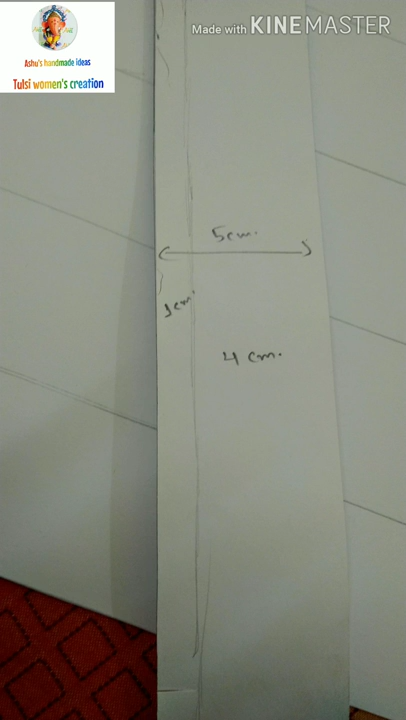 Ashu's handmade ideas
Tulsi women's creation
Made with KINEMASTER
5cm.
1cm
4 cm.